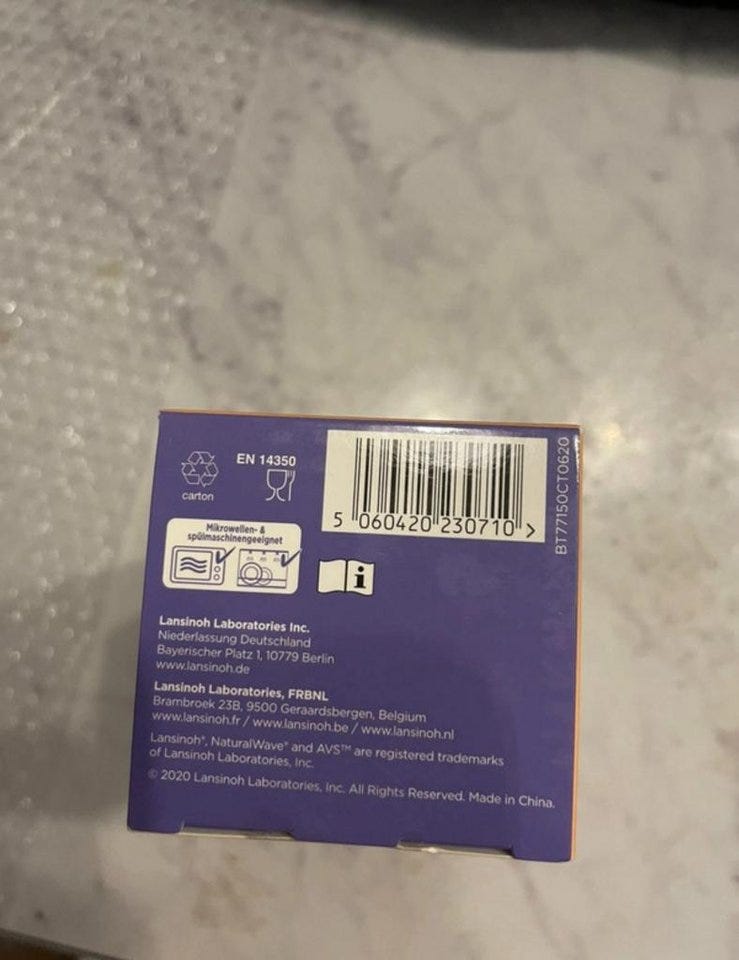 EN 14350
carton
5 060420 230710 >
BT77150CT0620
Mikrowellen- &
spülmaschinengeeignet
i
Lansinoh Laboratories Inc.
Niederlassung Deutschland
Bayerischer Platz 1, 10779 Berlin
www.lansinoh.de
Lansinoh Laboratories, FRBNL
Brambroek 23B, 9500 Geraardsbergen, Belgium
www.lansinoh.fr / www.lansinoh.be / www.lansinoh.nl
Lansinoh®, NaturalWave® and AVS™ are registered trademarks
of Lansinoh Laboratories, Inc.
© 2020 Lansinoh Laboratories, Inc. All Rights Reserved. Made in China.